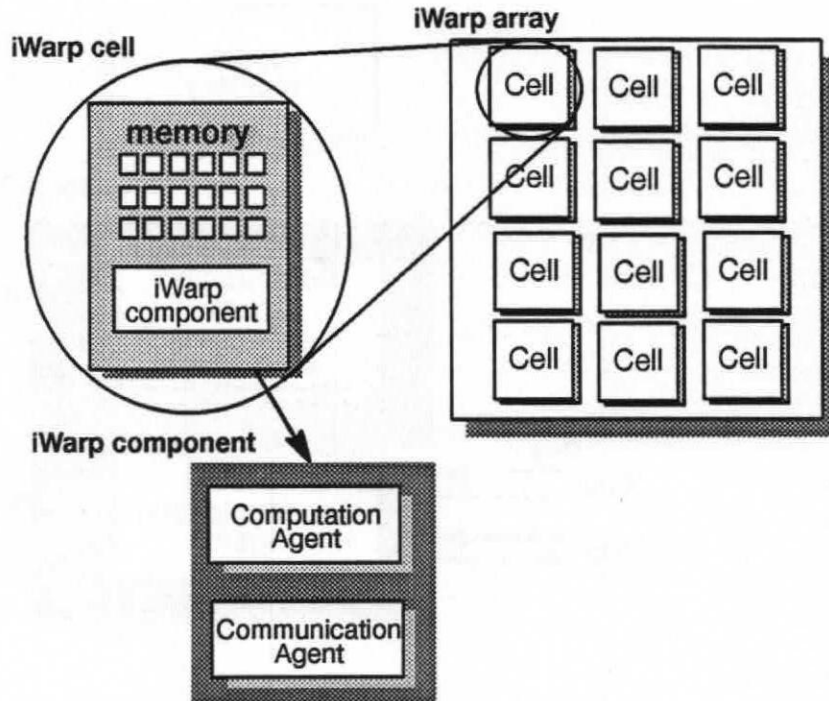 iWarp array
iWarp cell
memory
iWarp
component
Cell Cell Cell
Cell Cell Cell
Cell Cell Cell
Cell Cell Cell
iWarp component
Computation
Agent
Communication
Agent